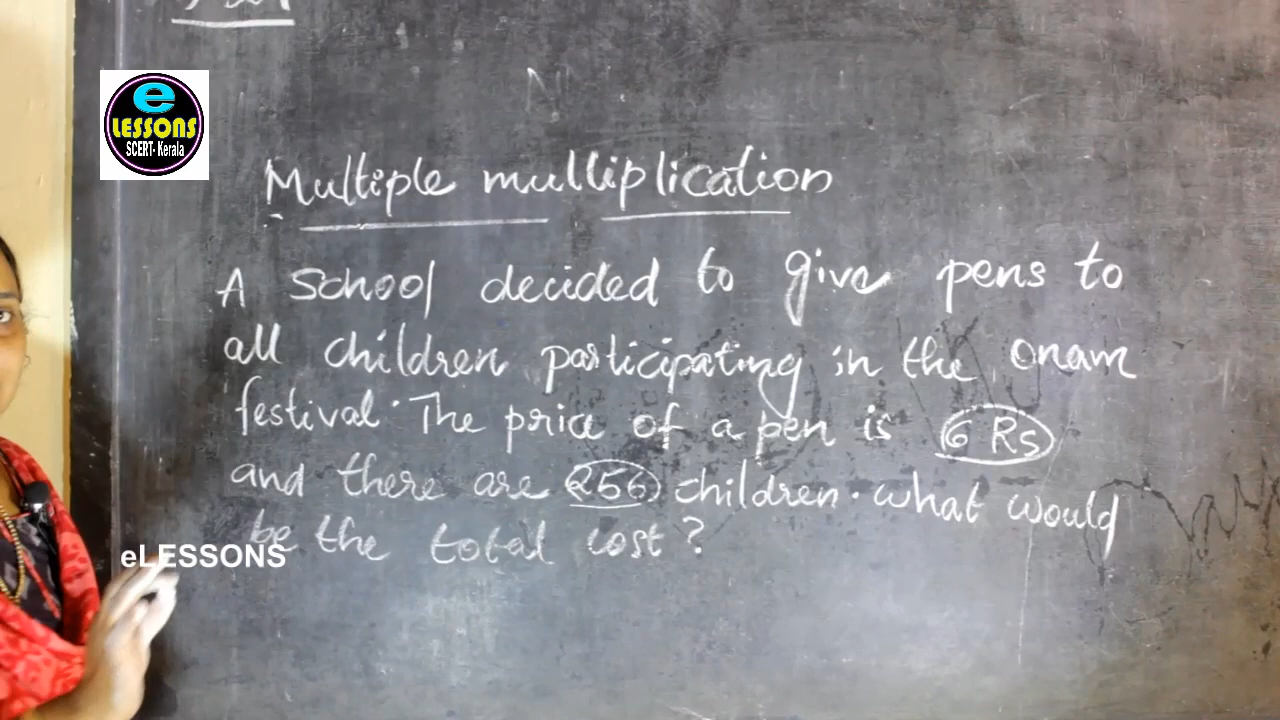 e
LESSONS
SCERT- Kerala
Multiple mulliplication
A School decided to give pens to
all children participating in the onam
festival. The price of a pen is 6 Rs
and there are 256 children. what would
be the total cost?
eLESSONS